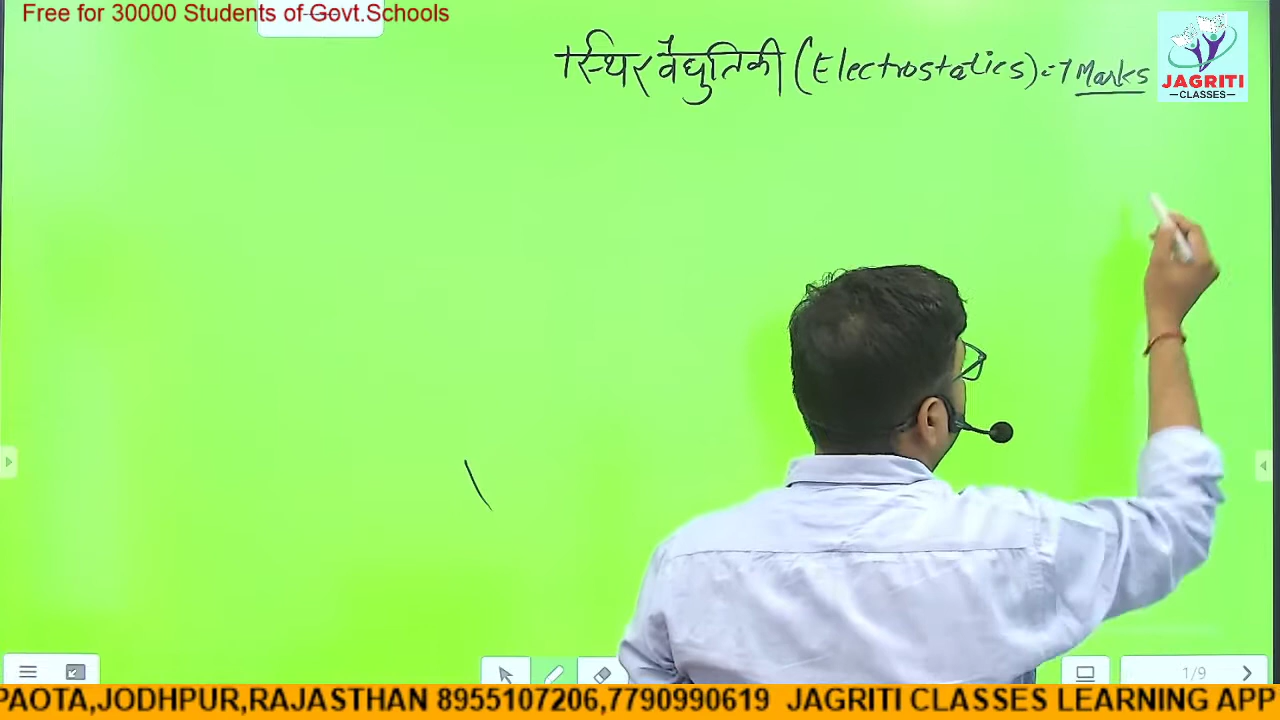 Free for 30000 Students of Govt.Schools
स्थिर वैद्युतिकी (Electrostatics) = 7 Marks
JAGRITI
—CLASSES—
1/9
PAOTA,JODHPUR,RAJASTHAN 8955107206,7790990619 JAGRITI CLASSES LEARNING APP